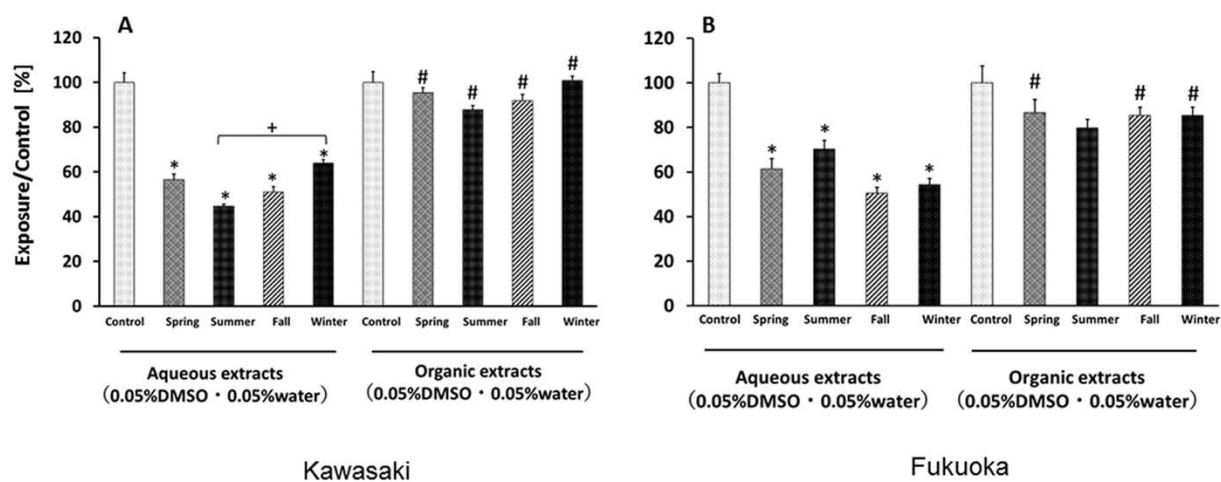 A
Exposure/Control [%]
120
100
80
60
40
20
0
*
*
*
*
+
#
#
#
#
Control Spring Summer Fall Winter Control Spring Summer Fall Winter
Aqueous extracts
(0.05%DMSO・0.05%water)
Organic extracts
(0.05%DMSO・0.05%water)
Kawasaki
B
120
100
80
60
40
20
0
*
*
*
*
#
#
#
Control Spring Summer Fall Winter Control Spring Summer Fall Winter
Aqueous extracts
(0.05%DMSO・0.05%water)
Organic extracts
(0.05%DMSO・0.05%water)
Fukuoka